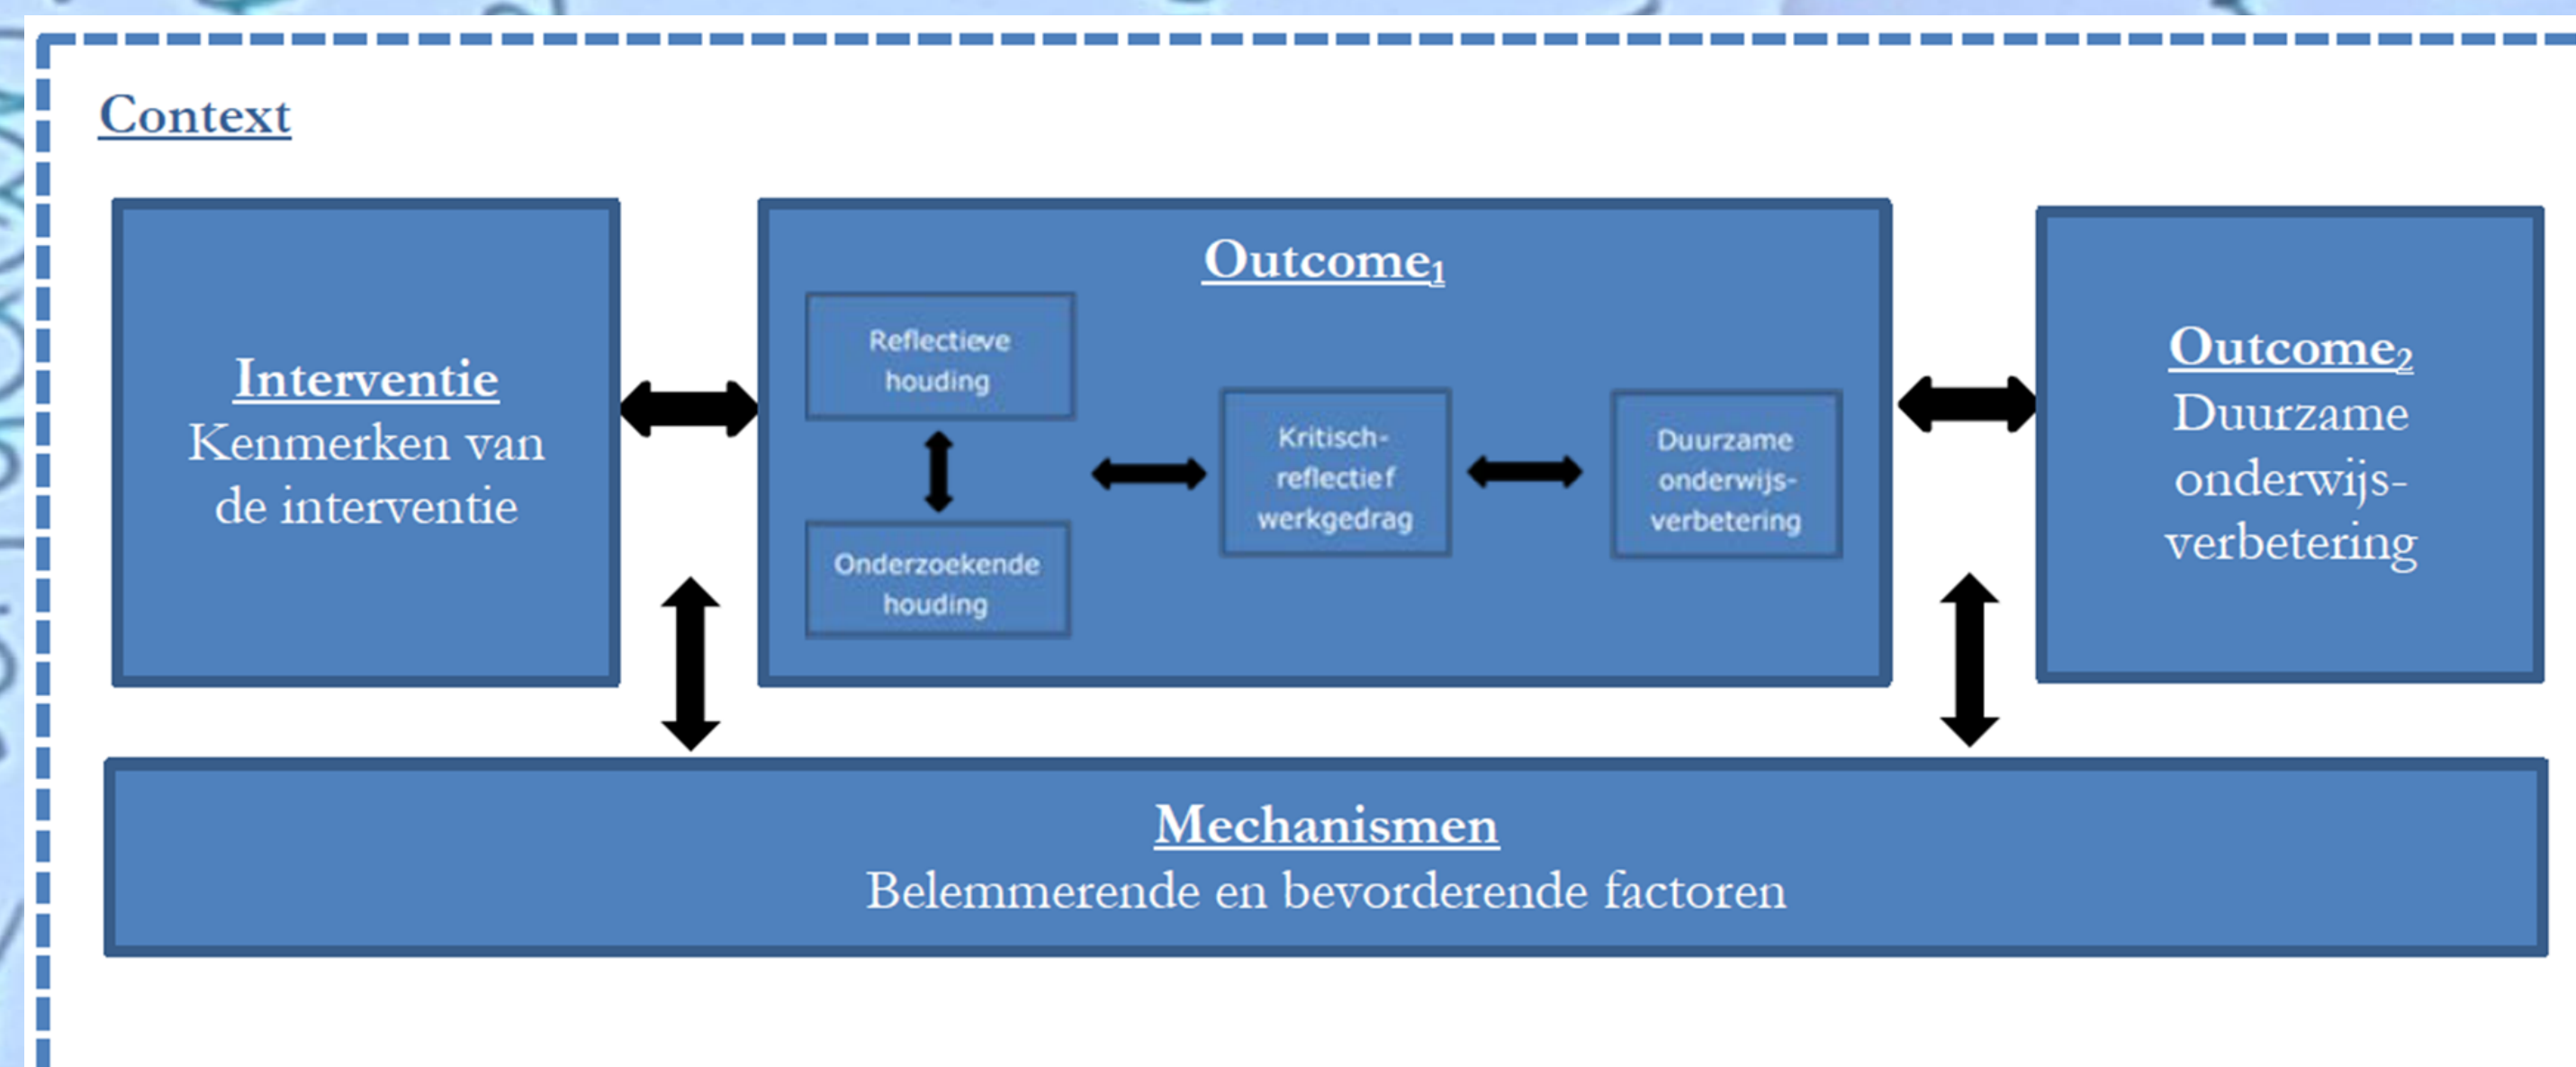 Context
Interventie
Kenmerken van
de interventie
Outcome₁
Reflectieve
houding
Onderzoekende
houding
Kritisch-
reflectief
werkgedrag
Duurzame
onderwijs-
verbetering
Outcome₂
Duurzame
onderwijs-
verbetering
Mechanismen
Belemmerende en bevorderende factoren